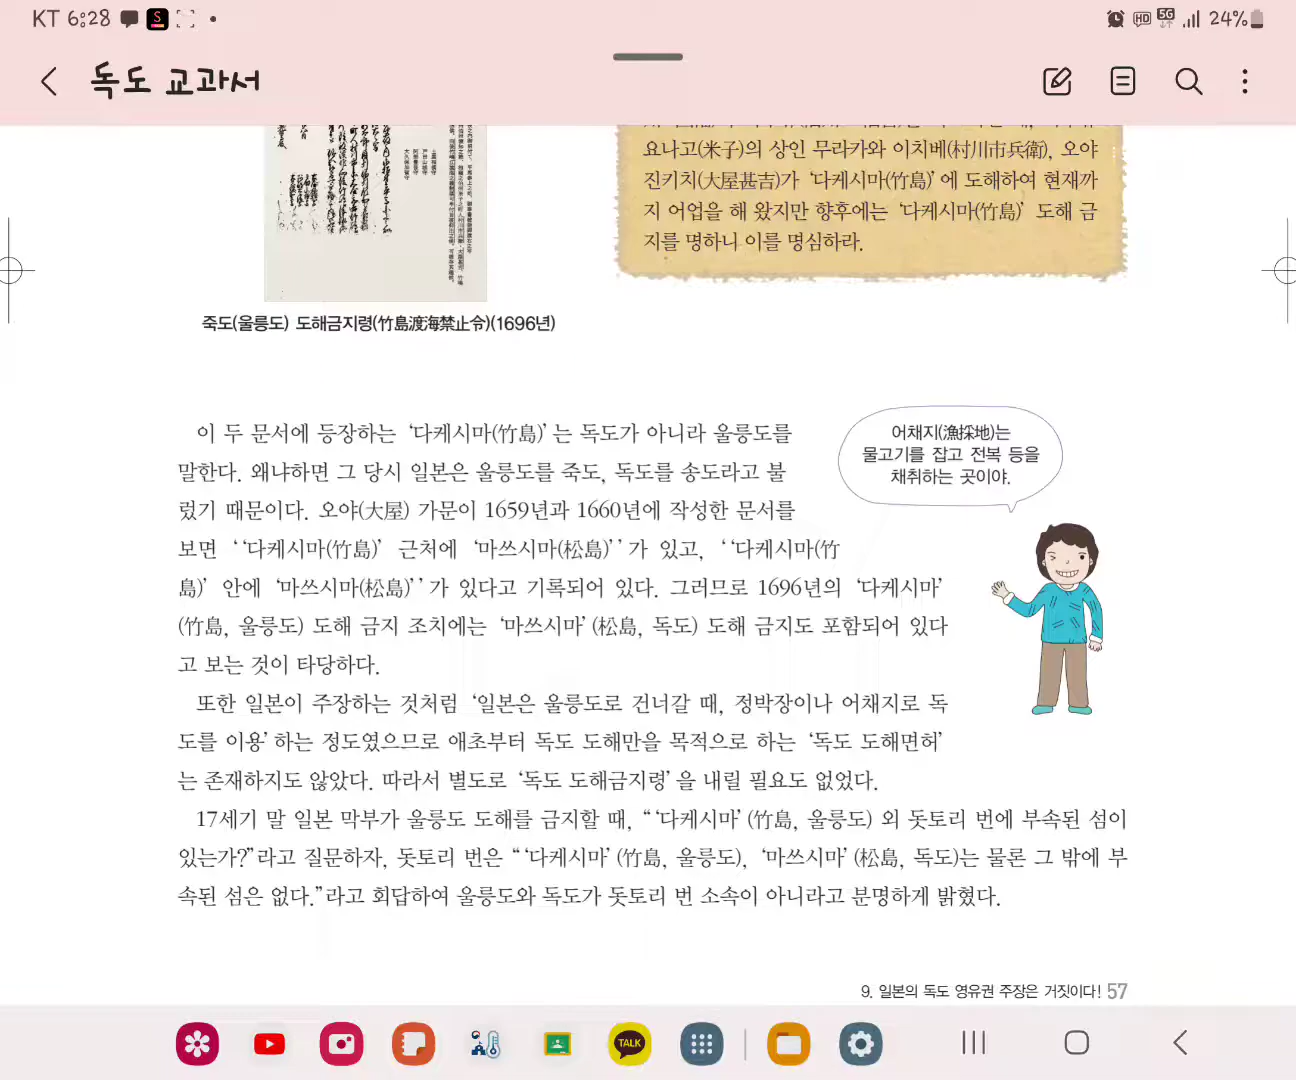 KT 6:28
24%
독도 교과서
요나고(米子)의 상인 무라카와 이치베(村川市兵衛), 오야
진키치(大屋甚吉)가 ‘다케시마(竹島)’에 도해하여 현재까
지 어업을 해 왔지만 향후에는 ‘다케시마(竹島)’ 도해 금
지를 명하니 이를 명심하라.
죽도(울릉도) 도해금지령(竹島渡海禁止令)(1696년)
이 두 문서에 등장하는 ‘다케시마(竹島)’는 독도가 아니라 울릉도를
말한다. 왜냐하면 그 당시 일본은 울릉도를 죽도, 독도를 송도라고 불
렀기 때문이다. 오야(大屋) 가문이 1659년과 1660년에 작성한 문서를
보면 ‘‘다케시마(竹島)’ 근처에 ‘마쓰시마(松島)’’가 있고, ‘‘다케시마(竹
島)’ 안에 ‘마쓰시마(松島)’’가 있다고 기록되어 있다. 그러므로 1696년의 ‘다케시마’
(竹島, 울릉도) 도해 금지 조치에는 ‘마쓰시마’(松島, 독도) 도해 금지도 포함되어 있다
고 보는 것이 타당하다.
어채지(漁採地)는
물고기를 잡고 전복 등을
채취하는 곳이야.
또한 일본이 주장하는 것처럼 ‘일본은 울릉도로 건너갈 때, 정박장이나 어채지로 독
도를 이용’하는 정도였으므로 애초부터 독도 도해만을 목적으로 하는 ‘독도 도해면허’
는 존재하지도 않았다. 따라서 별도로 ‘독도 도해금지령’을 내릴 필요도 없었다.
17세기 말 일본 막부가 울릉도 도해를 금지할 때, “‘다케시마’(竹島, 울릉도) 외 돗토리 번에 부속된 섬이
있는가?”라고 질문하자, 돗토리 번은 “‘다케시마’(竹島, 울릉도), ‘마쓰시마’(松島, 독도)는 물론 그 밖에 부
속된 섬은 없다.”라고 회답하여 울릉도와 독도가 돗토리 번 소속이 아니라고 분명하게 밝혔다.
9. 일본의 독도 영유권 주장은 거짓이다! 57
TALK